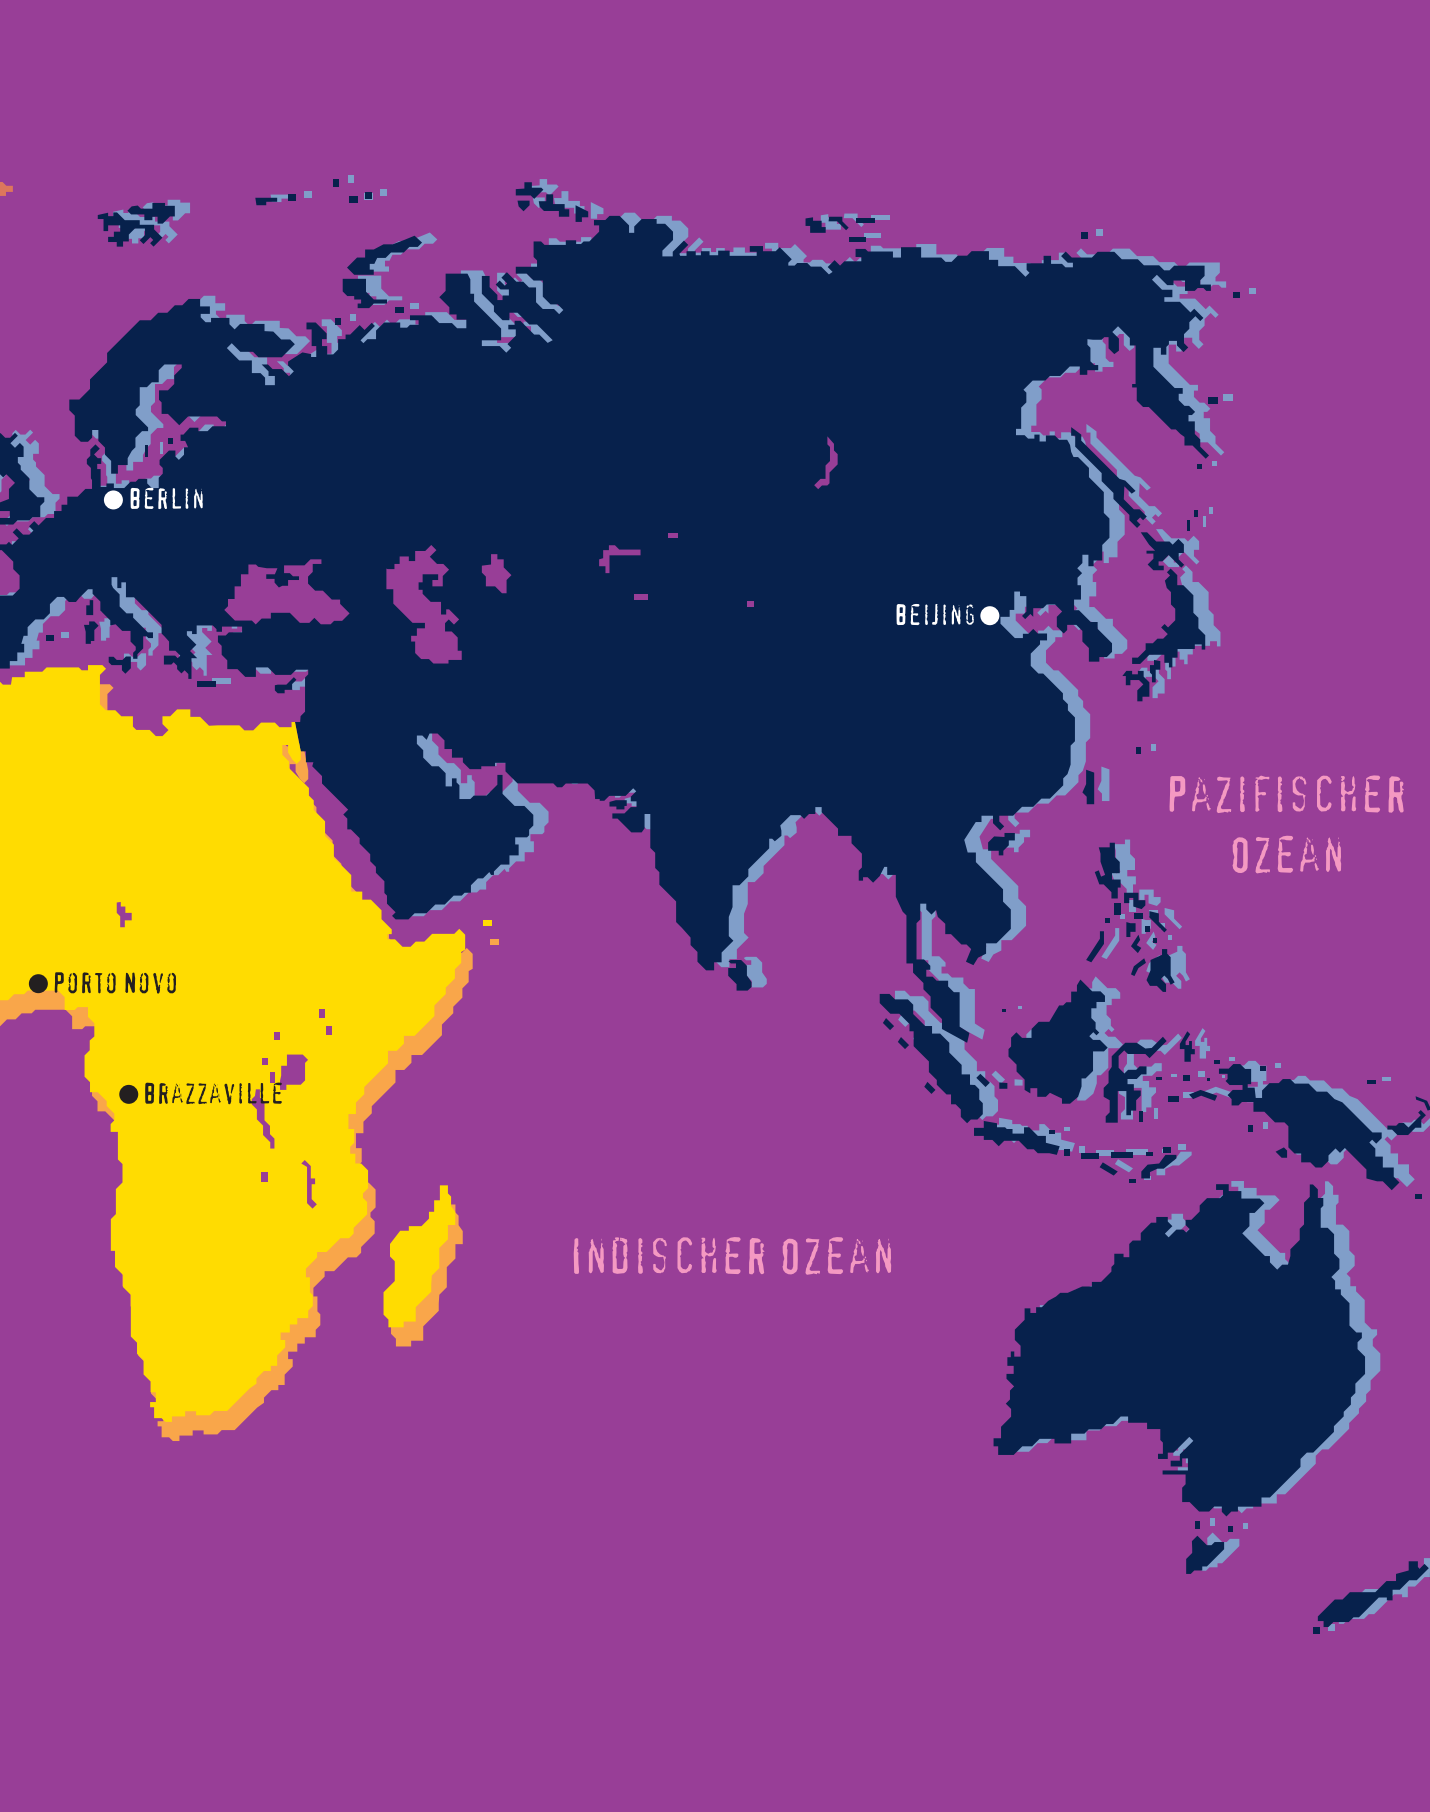 BERLIN
BEIJING
PAZIFISCHER
OZEAN
PORTO NOVO
BRAZZAVILLE
INDISCHER OZEAN